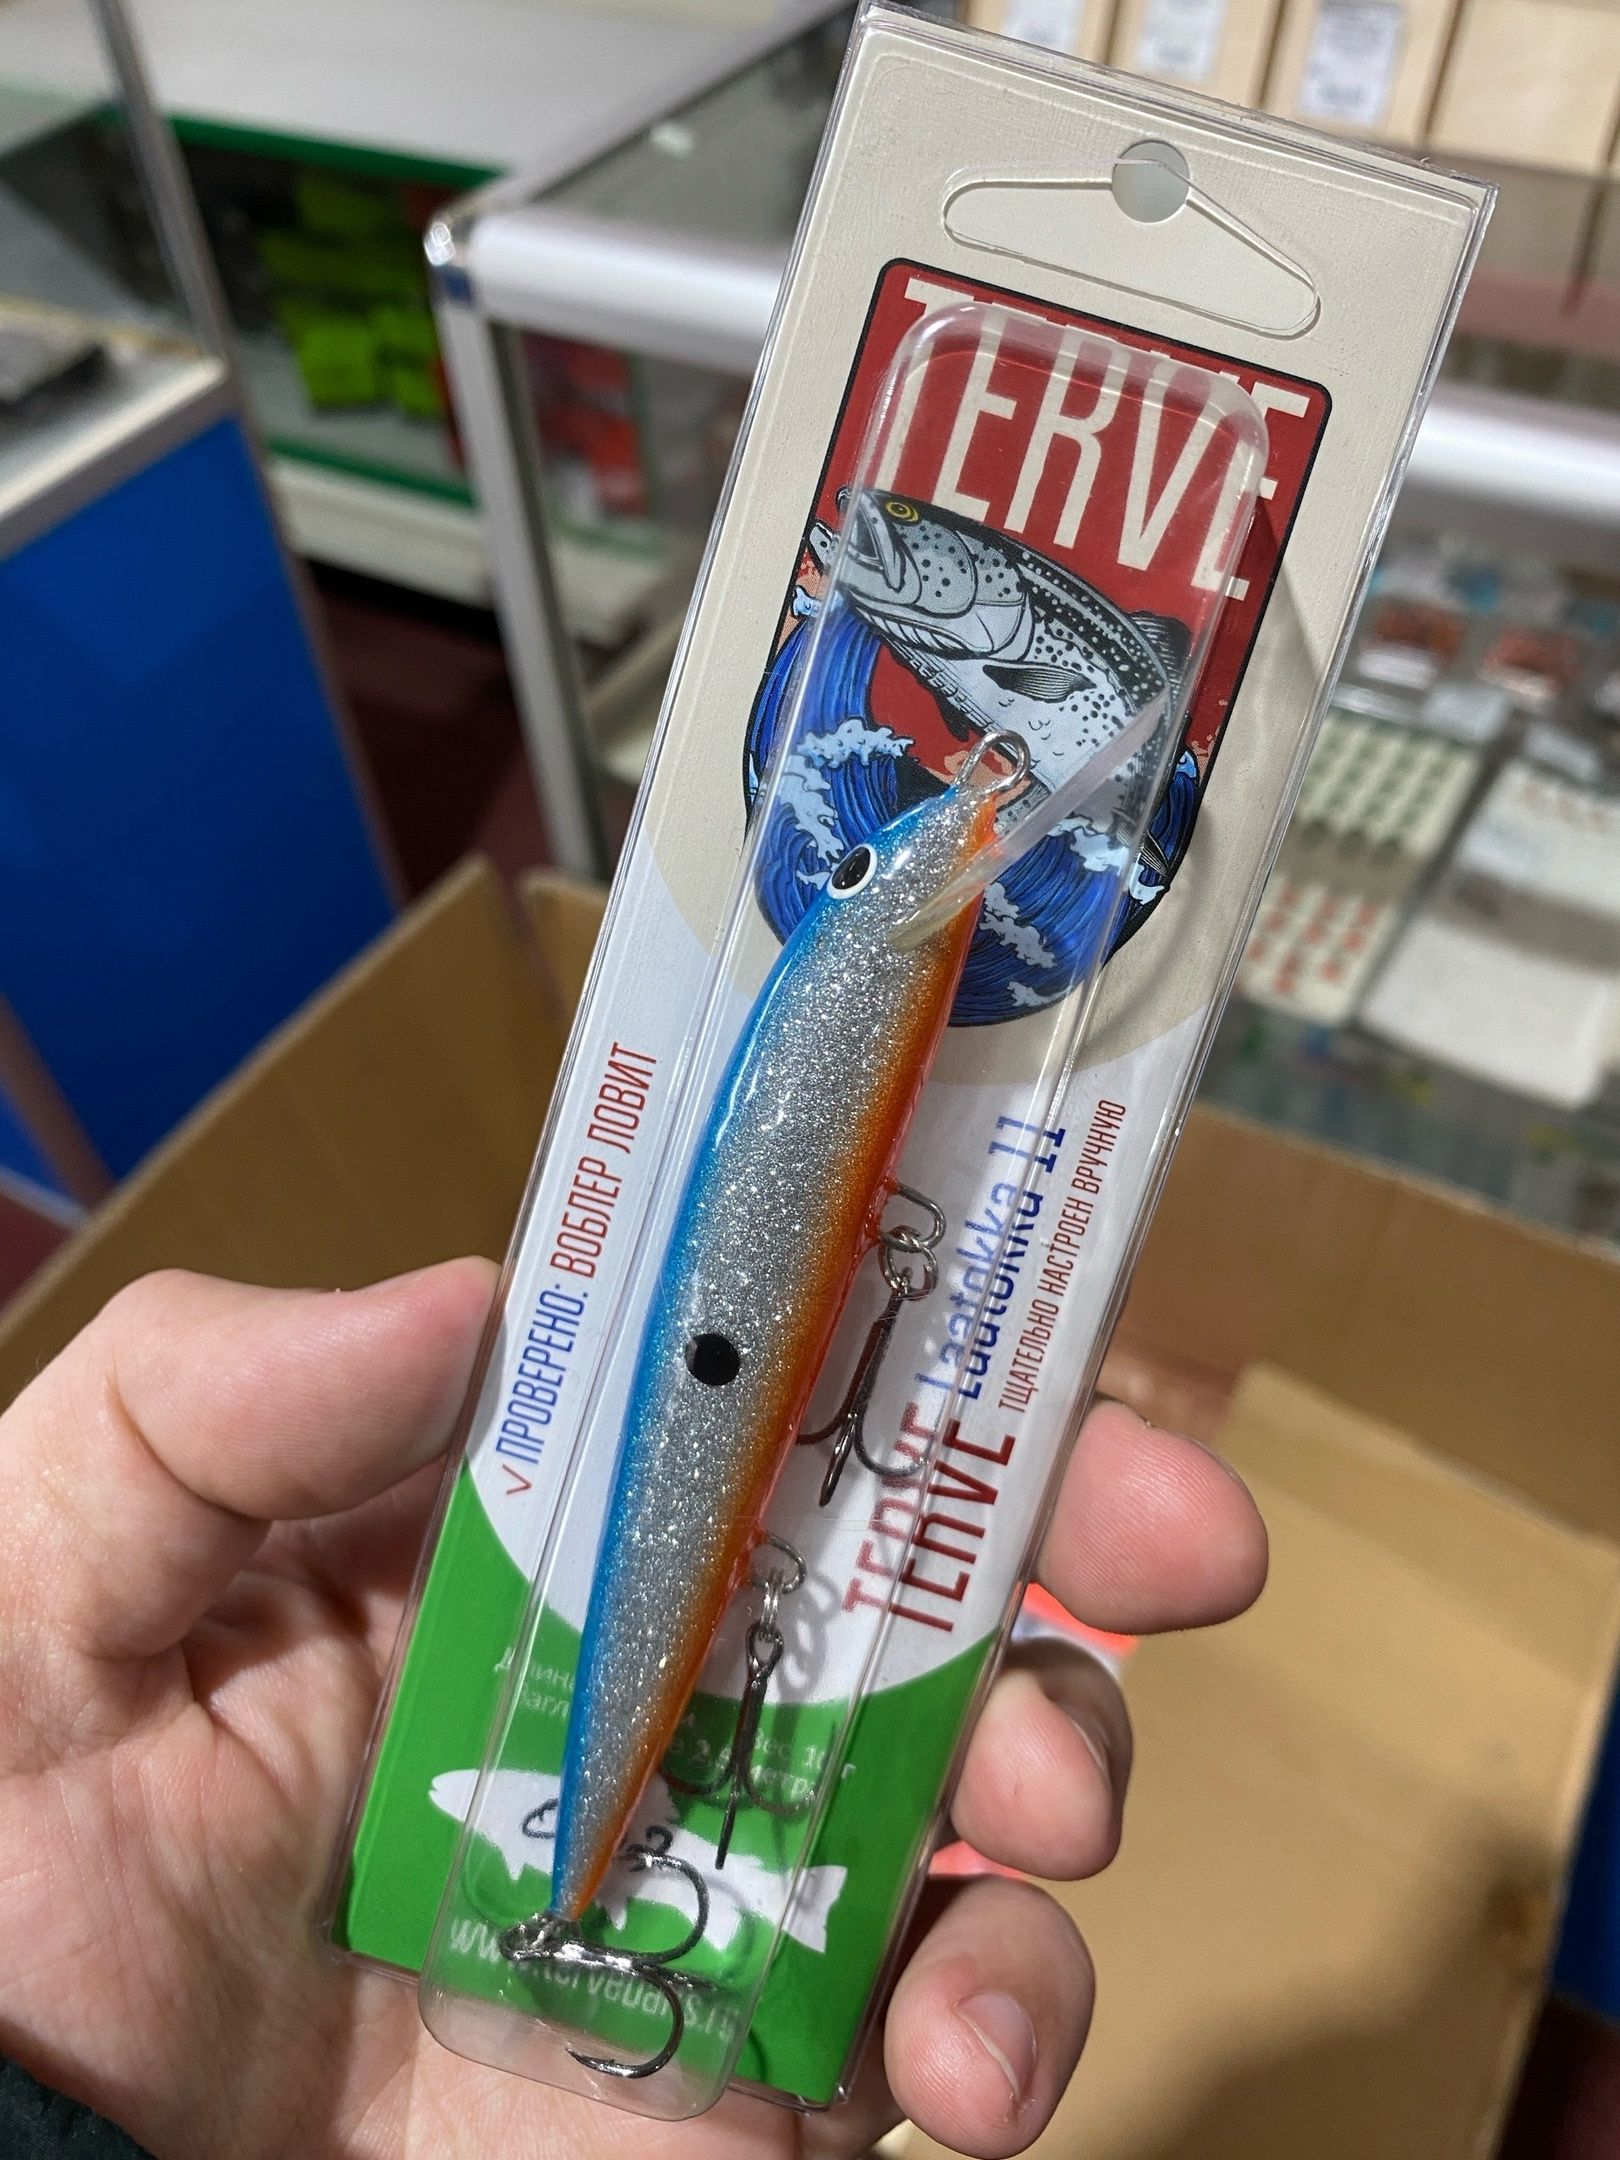 TERVE
✓ПРОВЕРЕНО: ВОБЛЕР ЛОВИТ
TERVE Laatokka 11
ТЩАТЕЛЬНО НАСТРОЕН ВРУЧНУЮ